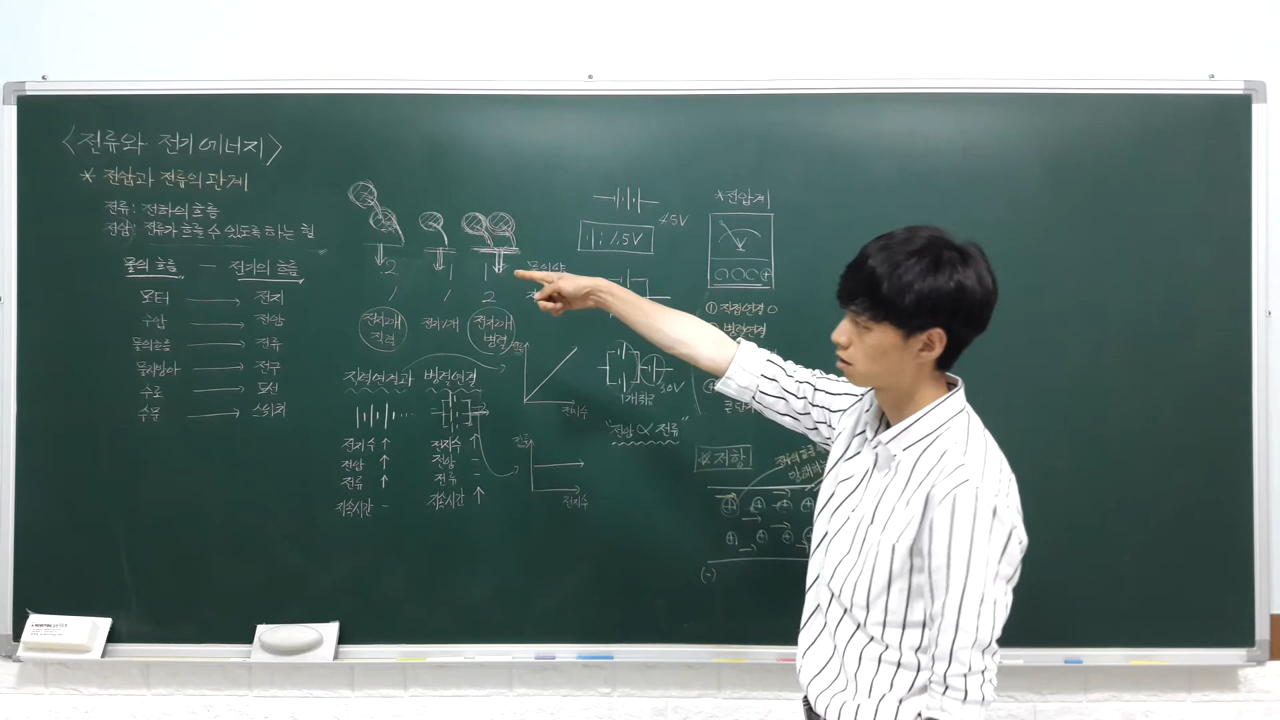 <전류와 전기에너지>
* 전압과 전류의 관계
전류: 전하의 흐름
전압: 전류가 흐를 수 있도록 하는 힘
물의 흐름 — 전기의 흐름
모터 → 전지
수압 → 전압
물의흐름 → 전류
물레방아 → 전구
수로 → 도선
수문 → 스위치
2 1 1
1 1 2
전지2개 직렬
전지1개
전지2개 병렬
직렬연결과 병렬연결
전지수 ↑
전압 ↑
전류 ↑
지속시간 -
전지수 ↑
전압 -
전류 -
지속시간 ↑
전지수
전지수
4.5V
1.5V
3.0V
1개취급
"전압 ∝ 전류"
*전압계
① 직접연결 ○
병렬연결
* 저항
(-)